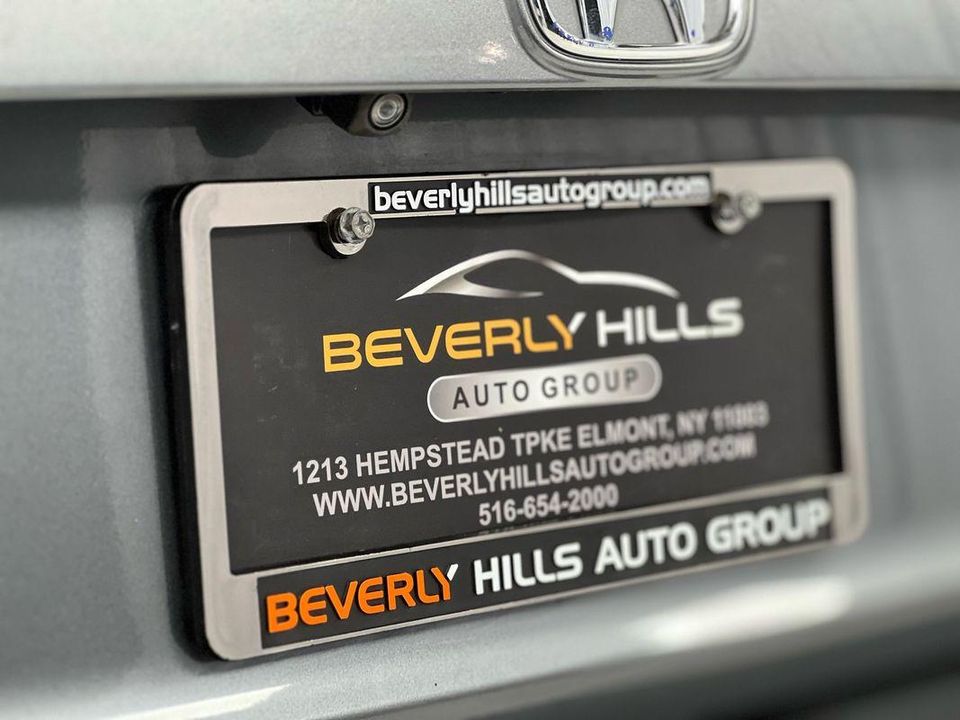 beverlyhillsautogroup.com
BEVERLY HILLS
AUTO GROUP
1213 HEMPSTEAD TPKE ELMONT, NY 11003
WWW.BEVERLYHILLSAUTOGROUP.COM
516-654-2000
BEVERLY HILLS AUTO GROUP